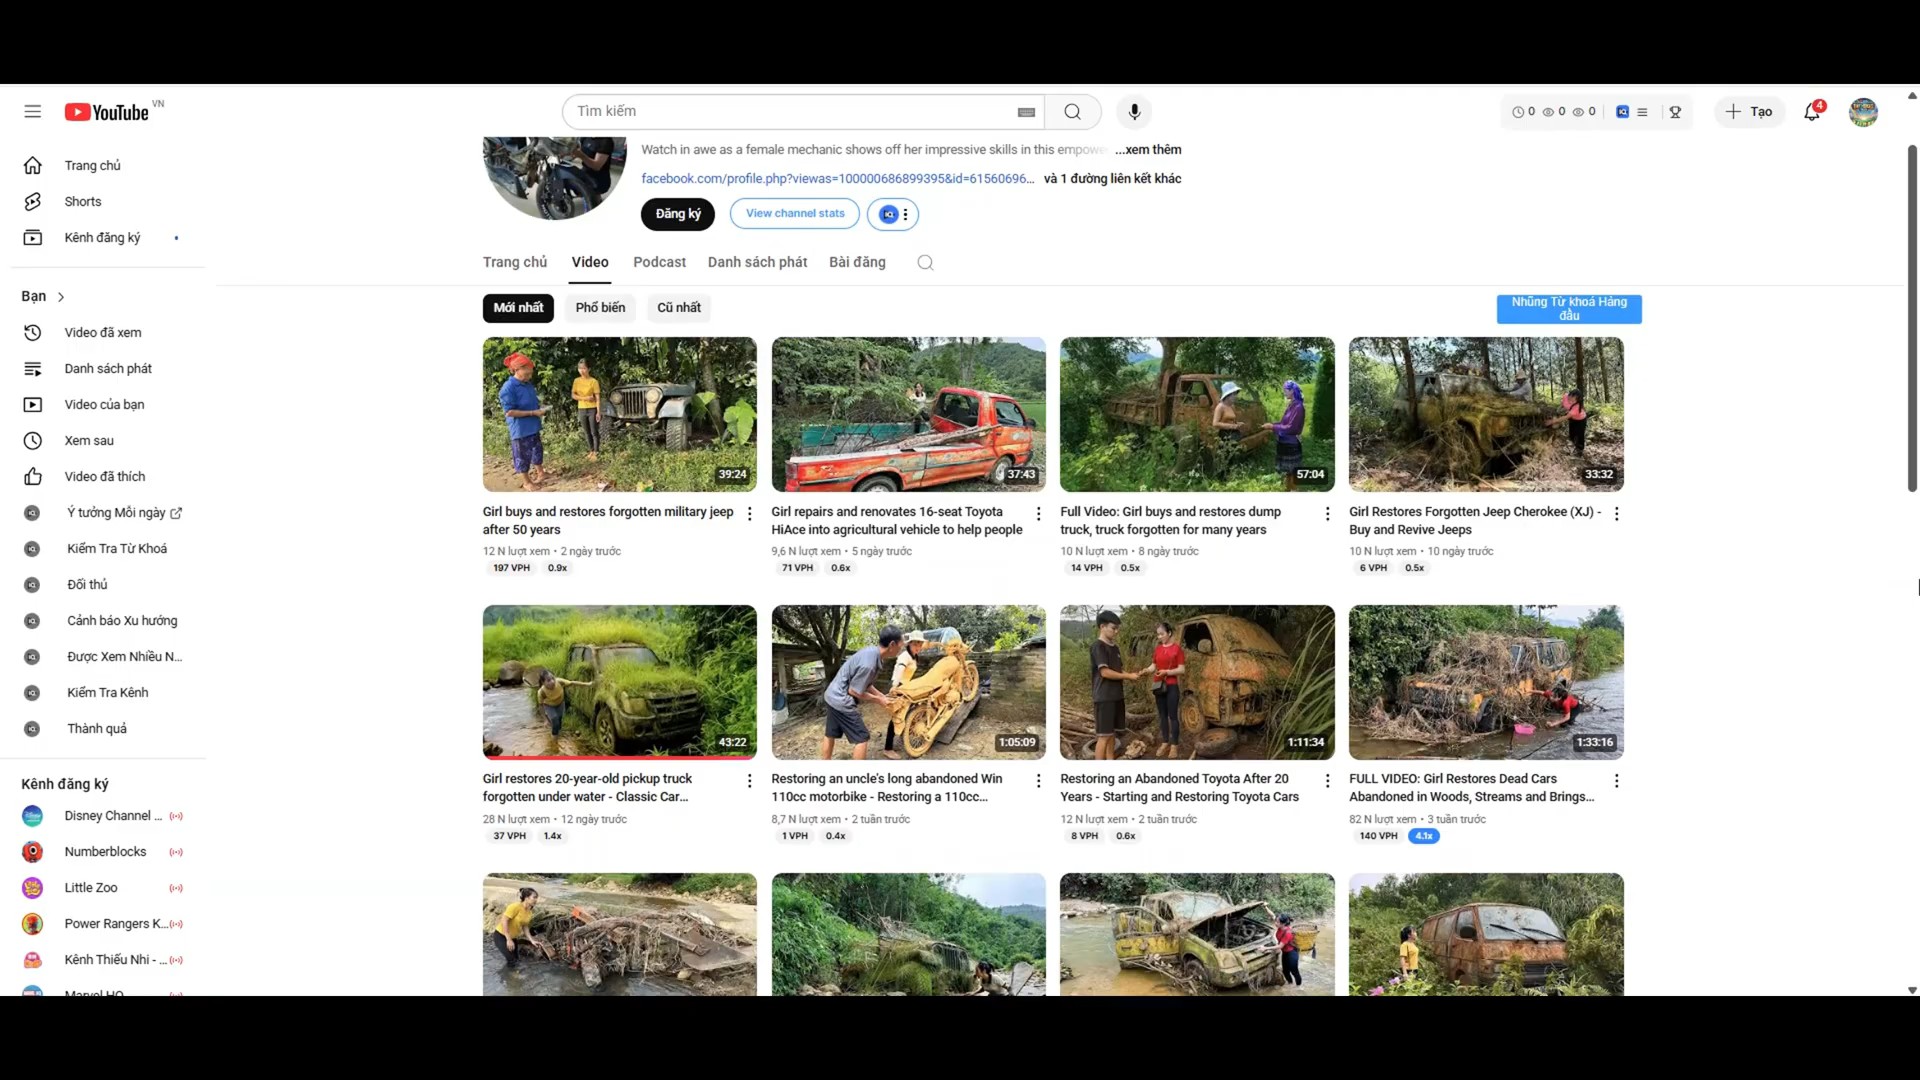 YouTube VN
Tìm kiếm
0 0 0
Tạo
4
Trang chủ
Shorts
Kênh đăng ký
Bạn
Video đã xem
Danh sách phát
Video của bạn
Xem sau
Video đã thích
Ý tưởng Mỗi ngày
Kiểm Tra Từ Khoá
Đối thủ
Cảnh báo Xu hướng
Được Xem Nhiều N...
Kiểm Tra Kênh
Thành quả
Kênh đăng ký
Disney Channel ...
Numberblocks
Little Zoo
Power Rangers K...
Kênh Thiếu Nhi - ...
Marvel HQ
Watch in awe as a female mechanic shows off her impressive skills in this empowe ...xem thêm
facebook.com/profile.php?viewas=100000686899395&id=61560696... và 1 đường liên kết khác
Đăng ký
View channel stats
Trang chủ Video Podcast Danh sách phát Bài đăng
Mới nhất Phổ biến Cũ nhất
Những Từ khoá Hàng
đầu
39:24
37:43
57:04
33:32
Girl buys and restores forgotten military jeep
after 50 years
12 N lượt xem • 2 ngày trước
197 VPH 0.9x
Girl repairs and renovates 16-seat Toyota
HiAce into agricultural vehicle to help people
9,6 N lượt xem • 5 ngày trước
71 VPH 0.6x
Full Video: Girl buys and restores dump
truck, truck forgotten for many years
10 N lượt xem • 8 ngày trước
14 VPH 0.5x
Girl Restores Forgotten Jeep Cherokee (XJ) -
Buy and Revive Jeeps
10 N lượt xem • 10 ngày trước
6 VPH 0.5x
43:22
1:05:09
1:11:34
1:33:16
Girl restores 20-year-old pickup truck
forgotten under water - Classic Car...
28 N lượt xem • 12 ngày trước
37 VPH 1.4x
Restoring an uncle's long abandoned Win
110cc motorbike - Restoring a 110cc...
8,7 N lượt xem • 2 tuần trước
1 VPH 0.4x
Restoring an Abandoned Toyota After 20
Years - Starting and Restoring Toyota Cars
12 N lượt xem • 2 tuần trước
8 VPH 0.6x
FULL VIDEO: Girl Restores Dead Cars
Abandoned in Woods, Streams and Brings...
82 N lượt xem • 3 tuần trước
140 VPH 4.1x